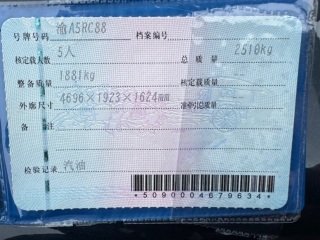 号牌号码 渝A5RC88 档案编号
核定载人数 5人 总质量 2510kg
整备质量 1881kg 核定载质量 --
外廓尺寸 4696×1923×1624mm 准牵引总质量 --
备注
检验记录 汽油
*5090004679634*